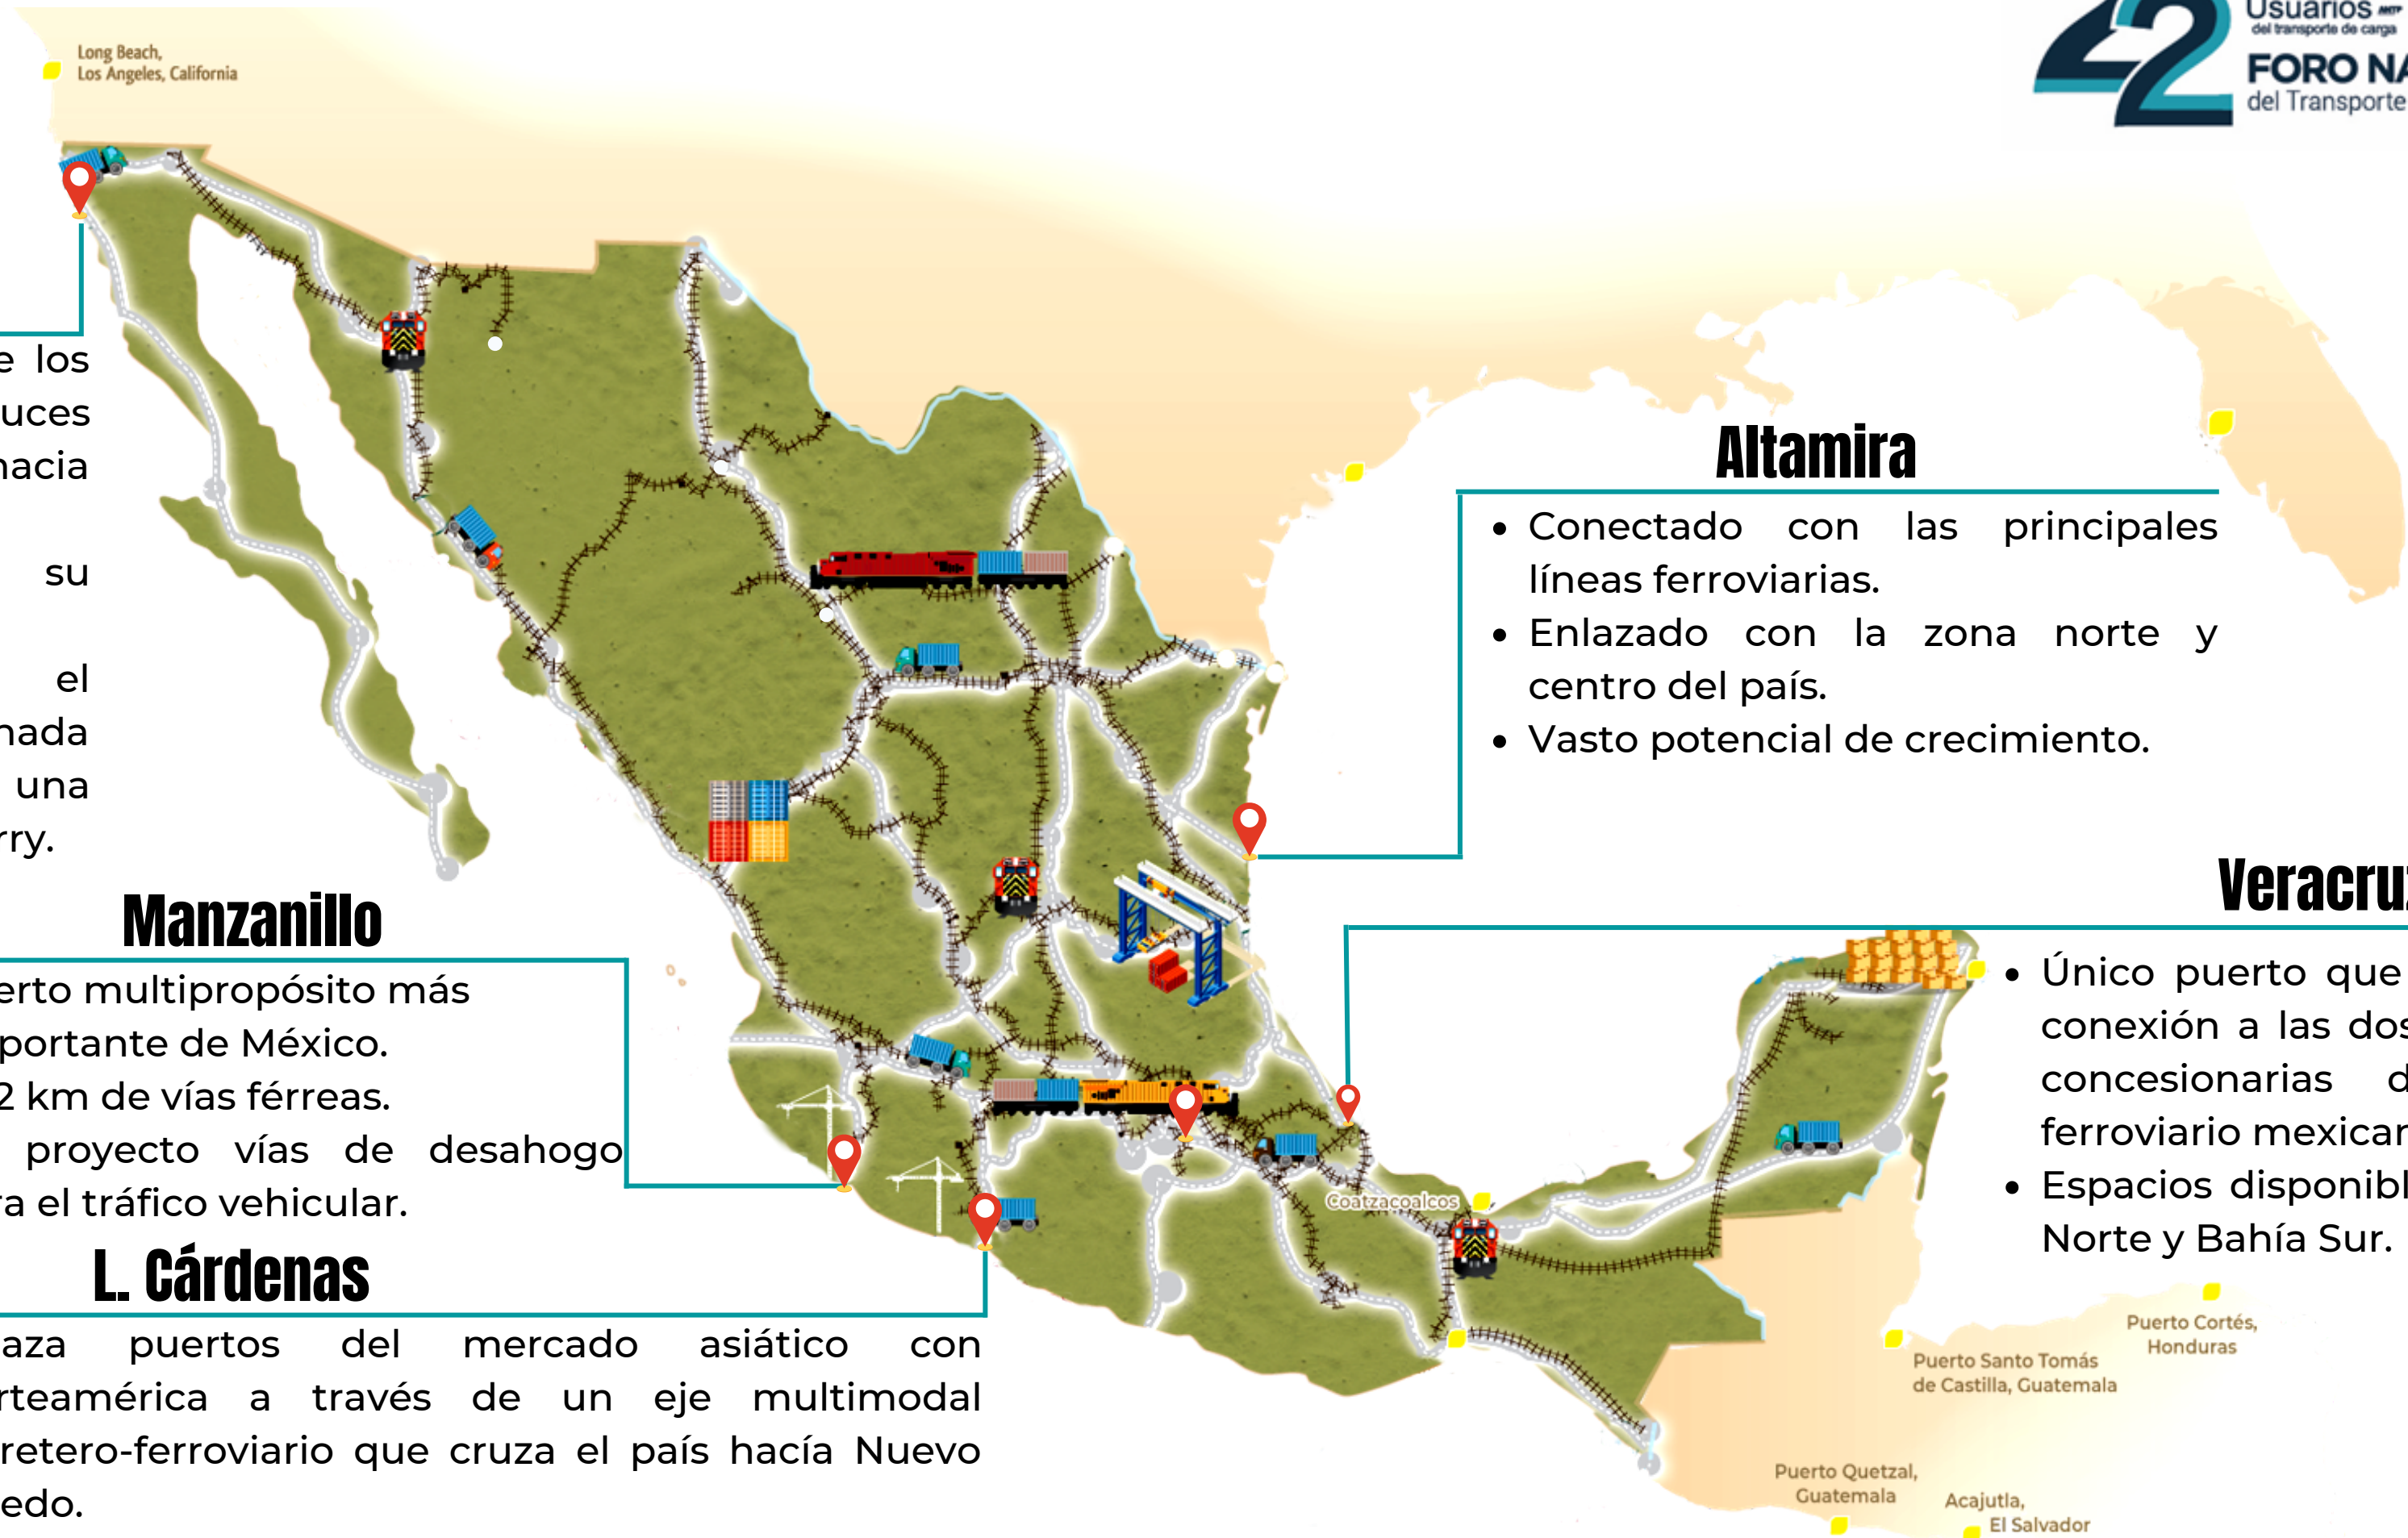 Usuarios ANTP
del transporte de carga
FORO NA
del Transporte
Long Beach,
Los Angeles, California
e los
uces
hacia
su
el
nada
una
rry.
Altamira
• Conectado con las principales
líneas ferroviarias.
• Enlazado con la zona norte y
centro del país.
• Vasto potencial de crecimiento.
Manzanillo
erto multipropósito más
portante de México.
2 km de vías férreas.
proyecto vías de desahogo
ra el tráfico vehicular.
Veracru
• Único puerto que
conexión a las dos
concesionarias d
ferroviario mexican
• Espacios disponibl
Norte y Bahía Sur.
Coatzacoalcos
L. Cárdenas
aza puertos del mercado asiático con
rteamérica a través de un eje multimodal
retero-ferroviario que cruza el país hacía Nuevo
edo.
Puerto Cortés,
Honduras
Puerto Santo Tomás
de Castilla, Guatemala
Puerto Quetzal,
Guatemala
Acajutla,
El Salvador